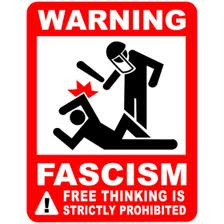 WARNING
FASCISM
FREE THINKING IS
STRICTLY PROHIBITED